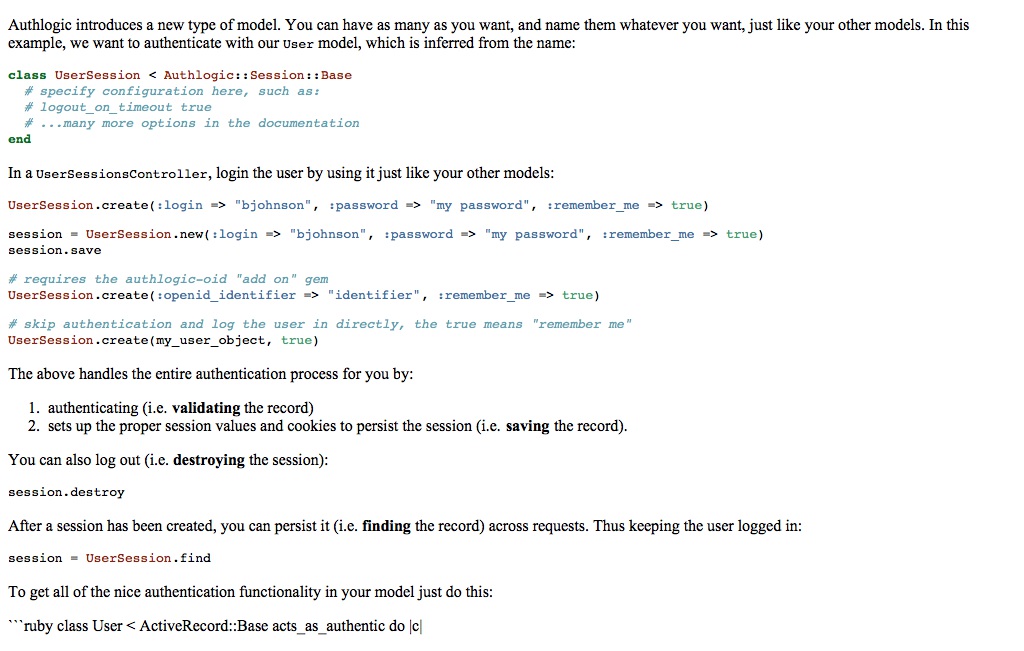 Authlogic introduces a new type of model. You can have as many as you want, and name them whatever you want, just like your other models. In this
example, we want to authenticate with our User model, which is inferred from the name:
class UserSession < Authlogic::Session::Base
  # specify configuration here, such as:
  # logout_on_timeout true
  # ...many more options in the documentation
end
In a UserSessionsController, login the user by using it just like your other models:
UserSession.create(:login => "bjohnson", :password => "my password", :remember_me => true)
session = UserSession.new(:login => "bjohnson", :password => "my password", :remember_me => true)
session.save
# requires the authlogic-oid "add on" gem
UserSession.create(:openid_identifier => "identifier", :remember_me => true)
# skip authentication and log the user in directly, the true means "remember me"
UserSession.create(my_user_object, true)
The above handles the entire authentication process for you by:
1. authenticating (i.e. validating the record)
2. sets up the proper session values and cookies to persist the session (i.e. saving the record).
You can also log out (i.e. destroying the session):
session.destroy
After a session has been created, you can persist it (i.e. finding the record) across requests. Thus keeping the user logged in:
session = UserSession.find
To get all of the nice authentication functionality in your model just do this:
```ruby class User < ActiveRecord::Base acts_as_authentic do |c|